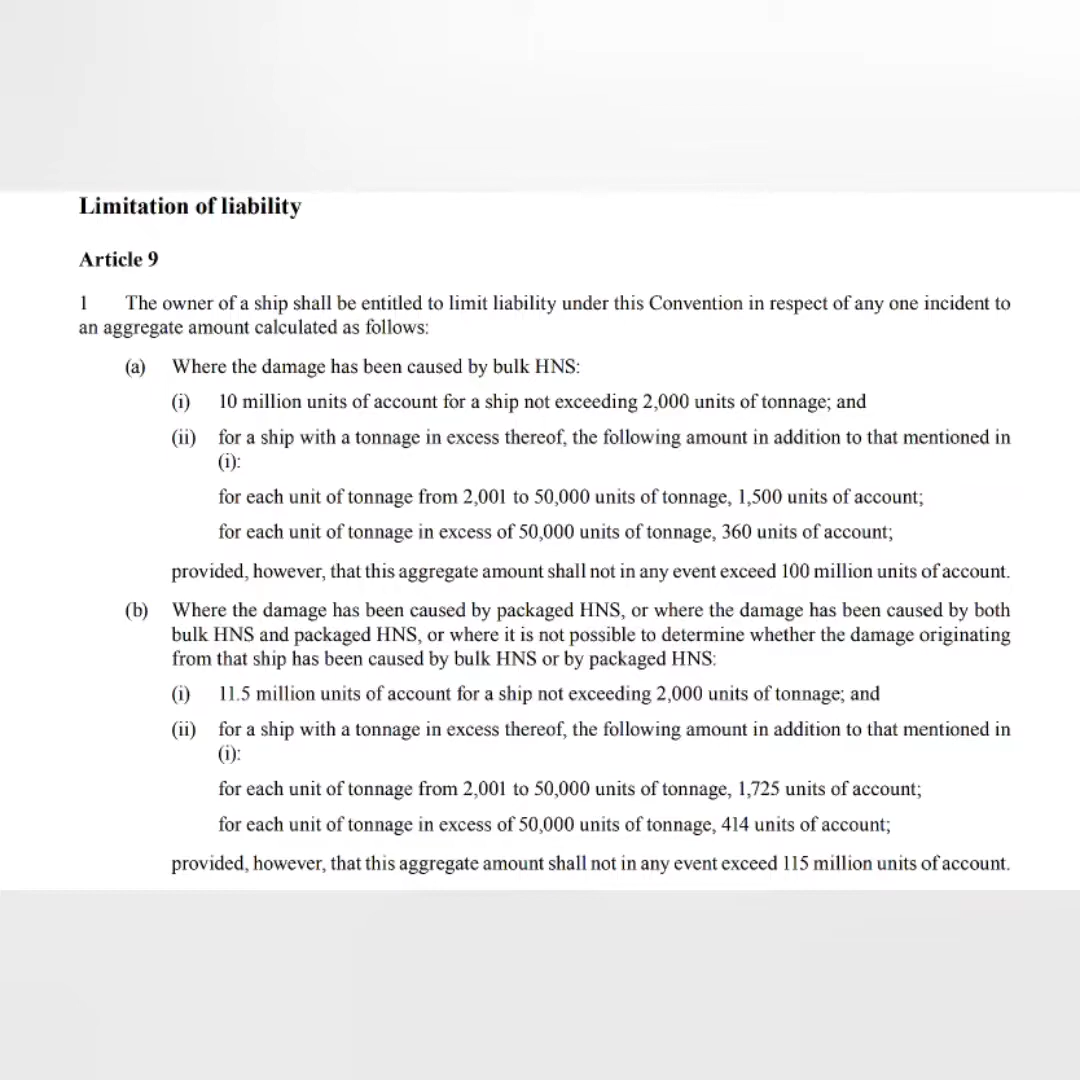 Limitation of liability
Article 9
1 The owner of a ship shall be entitled to limit liability under this Convention in respect of any one incident to
an aggregate amount calculated as follows:
(a) Where the damage has been caused by bulk HNS:
(i) 10 million units of account for a ship not exceeding 2,000 units of tonnage; and
(ii) for a ship with a tonnage in excess thereof, the following amount in addition to that mentioned in
(i):
for each unit of tonnage from 2,001 to 50,000 units of tonnage, 1,500 units of account;
for each unit of tonnage in excess of 50,000 units of tonnage, 360 units of account;
provided, however, that this aggregate amount shall not in any event exceed 100 million units of account.
(b) Where the damage has been caused by packaged HNS, or where the damage has been caused by both
bulk HNS and packaged HNS, or where it is not possible to determine whether the damage originating
from that ship has been caused by bulk HNS or by packaged HNS:
(i) 11.5 million units of account for a ship not exceeding 2,000 units of tonnage; and
(ii) for a ship with a tonnage in excess thereof, the following amount in addition to that mentioned in
(i):
for each unit of tonnage from 2,001 to 50,000 units of tonnage, 1,725 units of account;
for each unit of tonnage in excess of 50,000 units of tonnage, 414 units of account;
provided, however, that this aggregate amount shall not in any event exceed 115 million units of account.